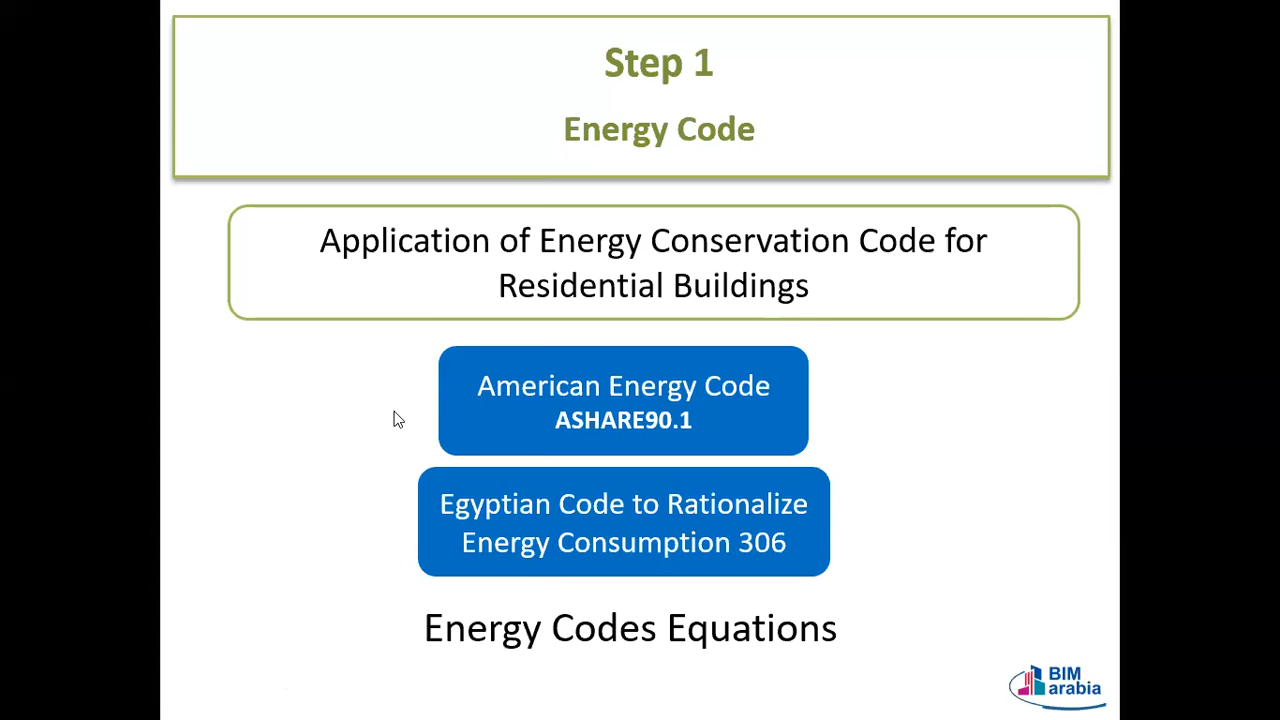 Step 1
Energy Code
Application of Energy Conservation Code for
Residential Buildings
American Energy Code
ASHARE90.1
Egyptian Code to Rationalize
Energy Consumption 306
Energy Codes Equations
BIM
arabia